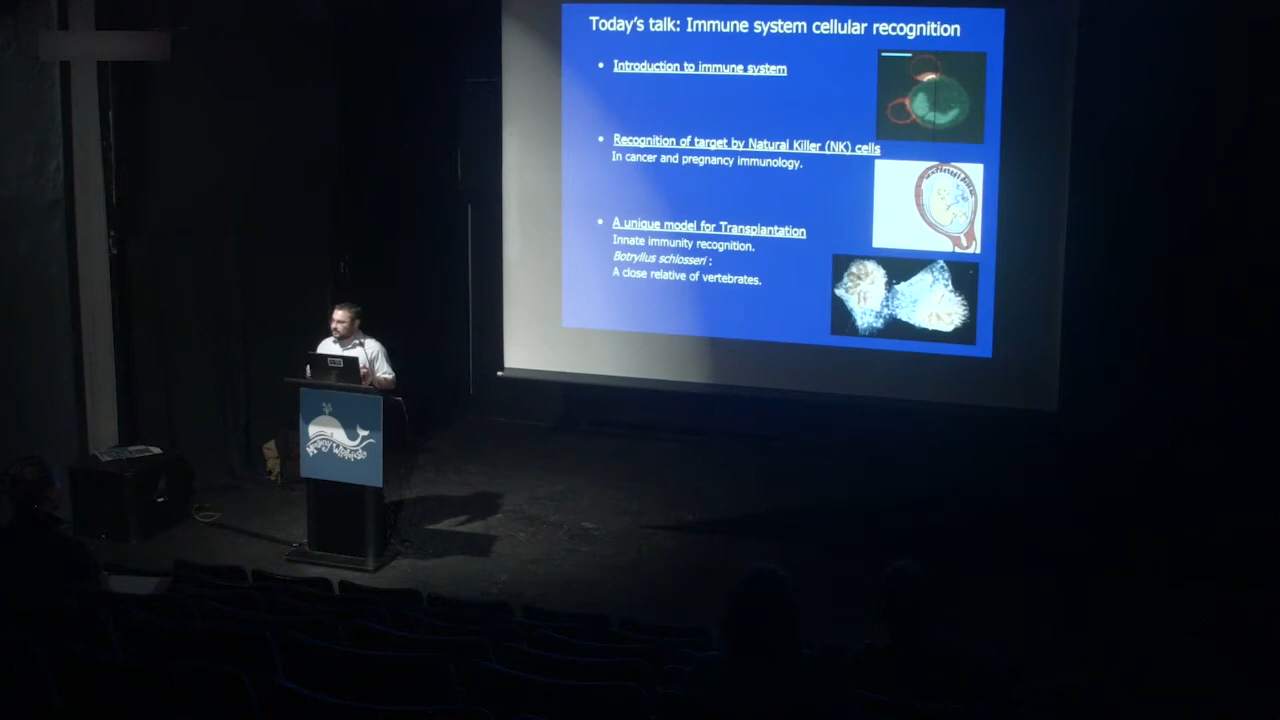 Today's talk: Immune system cellular recognition
• Introduction to immune system
• Recognition of target by Natural Killer (NK) cells
In cancer and pregnancy immunology.
• A unique model for Transplantation
Innate immunity recognition.
Botryllus schlosseri :
A close relative of vertebrates.